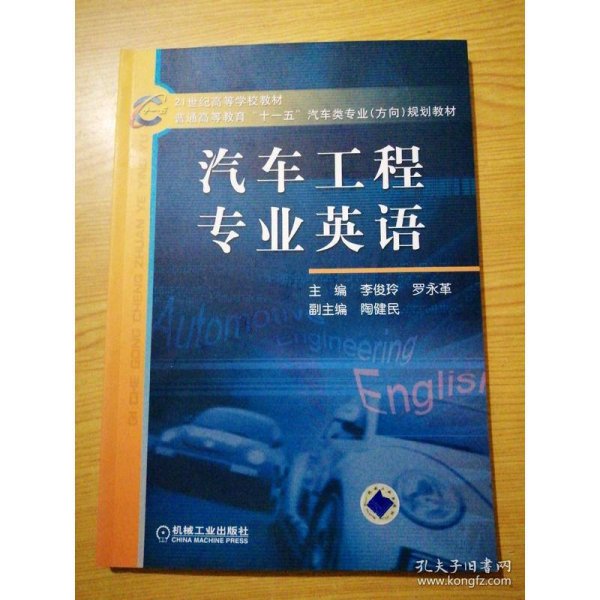 21世纪高等学校教材
普通高等教育“十一五”汽车类专业(方向)规划教材
汽车工程
专业英语
主 编 李俊玲 罗永革
副主编 陶健民
Automotive
Engineering
English
机械工业出版社
CHINA MACHINE PRESS
孔夫子旧书网
www.kongfz.com